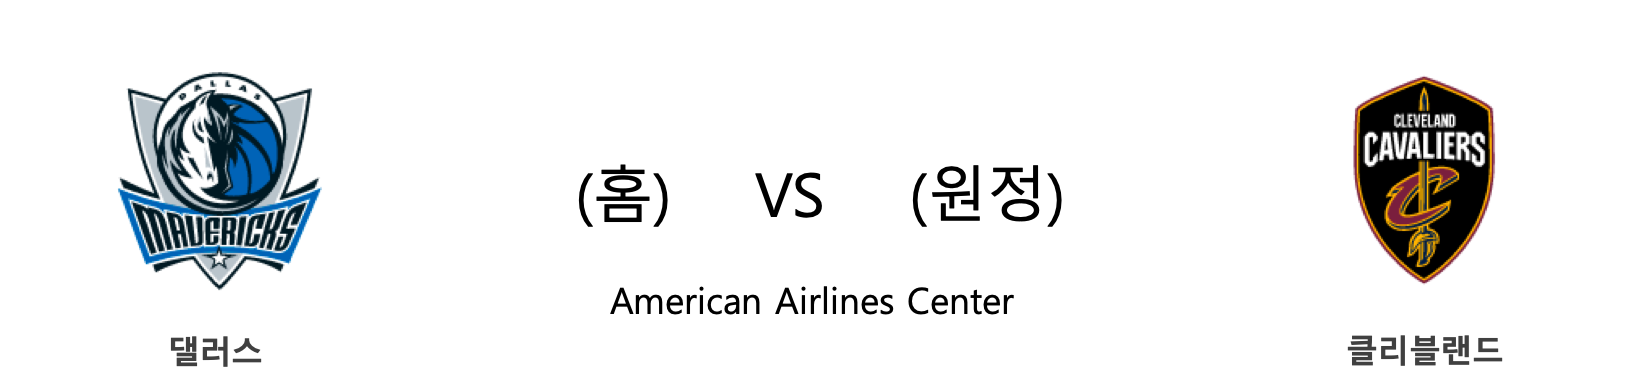 DALLAS
MAVERICKS
댈러스
(홈) VS (원정)
American Airlines Center
CLEVELAND
CAVALIERS
클리블랜드